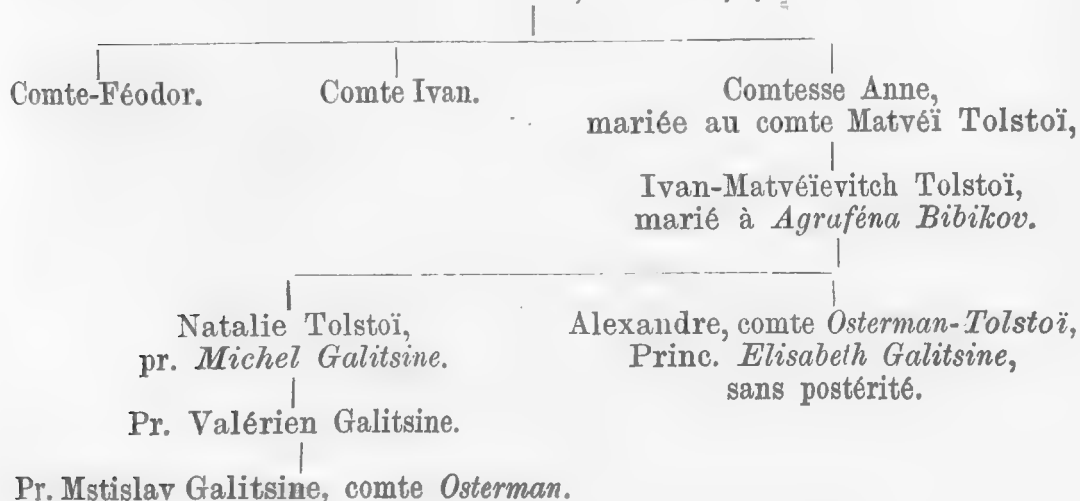 Comte-Féodor.
Comte Ivan.
Comtesse Anne,
mariée au comte Matvéï Tolstoï,
Ivan-Matvéïevitch Tolstoï,
marié à Agraféna Bibikov.
Natalie Tolstoï,
pr. Michel Galitsine.
Alexandre, comte Osterman-Tolstoï,
Princ. Elisabeth Galitsine,
sans postérité.
Pr. Valérien Galitsine.
Pr. Mstislav Galitsine, comte Osterman.